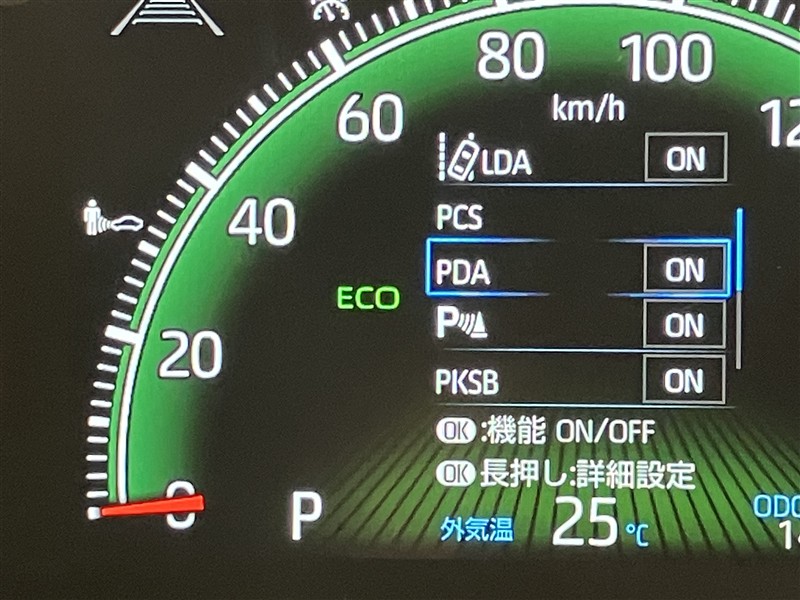 80
100
60
km/h
LDA ON
40
PCS
PDA ON
ECO
P ON
20
PKSB ON
OK :機能 ON/OFF
OK 長押し:詳細設定
0
P
外気温 25 ℃